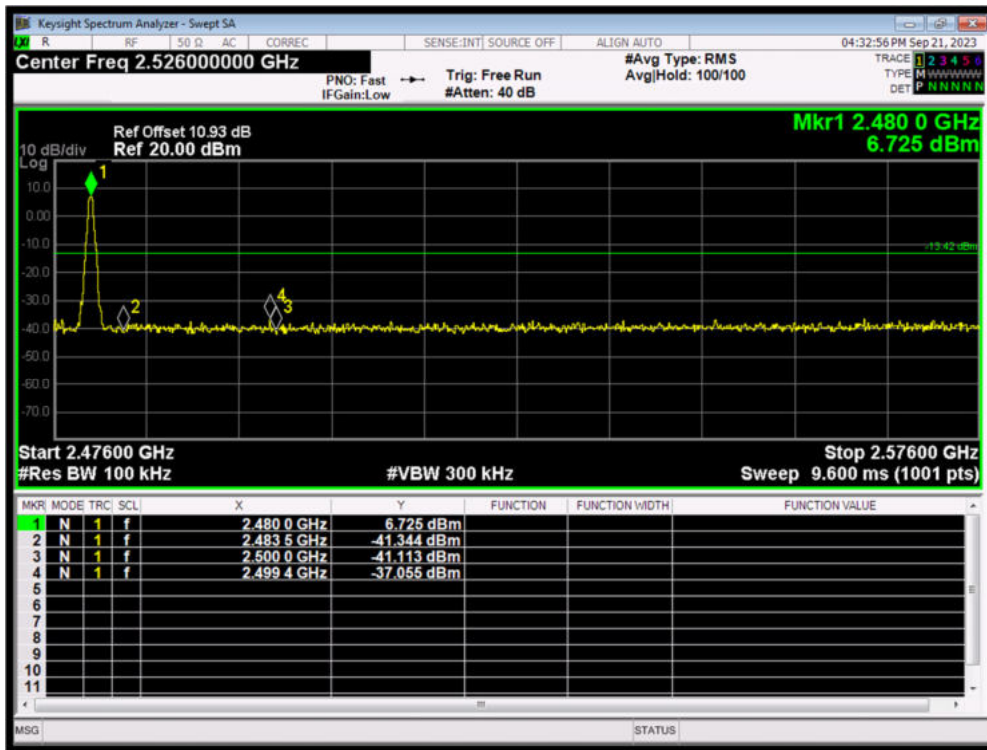 Keysight Spectrum Analyzer - Swept SA
LXI R RF 50 Ω AC CORREC SENSE:INT SOURCE OFF ALIGN AUTO 04:32:56 PM Sep 21, 2023
Center Freq 2.526000000 GHz #Avg Type: RMS TRACE 1 2 3 4 5 6
PNO: Fast Trig: Free Run Avg|Hold: 100/100 TYPE M WWWWW
IFGain:Low #Atten: 40 dB DET P N N N N N
Mkr1 2.480 0 GHz
Ref Offset 10.93 dB
10 dB/div Ref 20.00 dBm 6.725 dBm
Log
1
10.0
0.00
-10.0
-13.42 dBm
-20.0
-30.0
4
2 3
-40.0
-50.0
-60.0
-70.0
Start 2.47600 GHz Stop 2.57600 GHz
#Res BW 100 kHz #VBW 300 kHz Sweep 9.600 ms (1001 pts)
MKR MODE TRC SCL X Y FUNCTION FUNCTION WIDTH FUNCTION VALUE
1 N 1 f 2.480 0 GHz 6.725 dBm
2 N 1 f 2.483 5 GHz -41.344 dBm
3 N 1 f 2.500 0 GHz -41.113 dBm
4 N 1 f 2.499 4 GHz -37.055 dBm
5
6
7
8
9
10
11
MSG STATUS